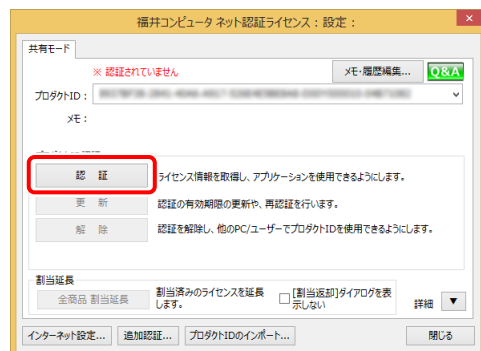 福井コンピュータ ネット認証ライセンス：設定：
共有モード
※ 認証されていません
メモ・履歴編集...
Q&A
プロダクトID：
メモ：
認 証
ライセンス情報を取得し、アプリケーションを使用できるようにします。
更 新
認証の有効期限の更新や、再認証を行います。
解 除
認証を解除し、他のPC/ユーザーでプロダクトIDを使用できるようにします。
割当延長
全商品 割当延長
割当済みのライセンスを延長
します。
[割当返却]ダイアログを表
示しない
詳細 ▼
インターネット設定...
追加認証...
プロダクトIDのインポート...
閉じる